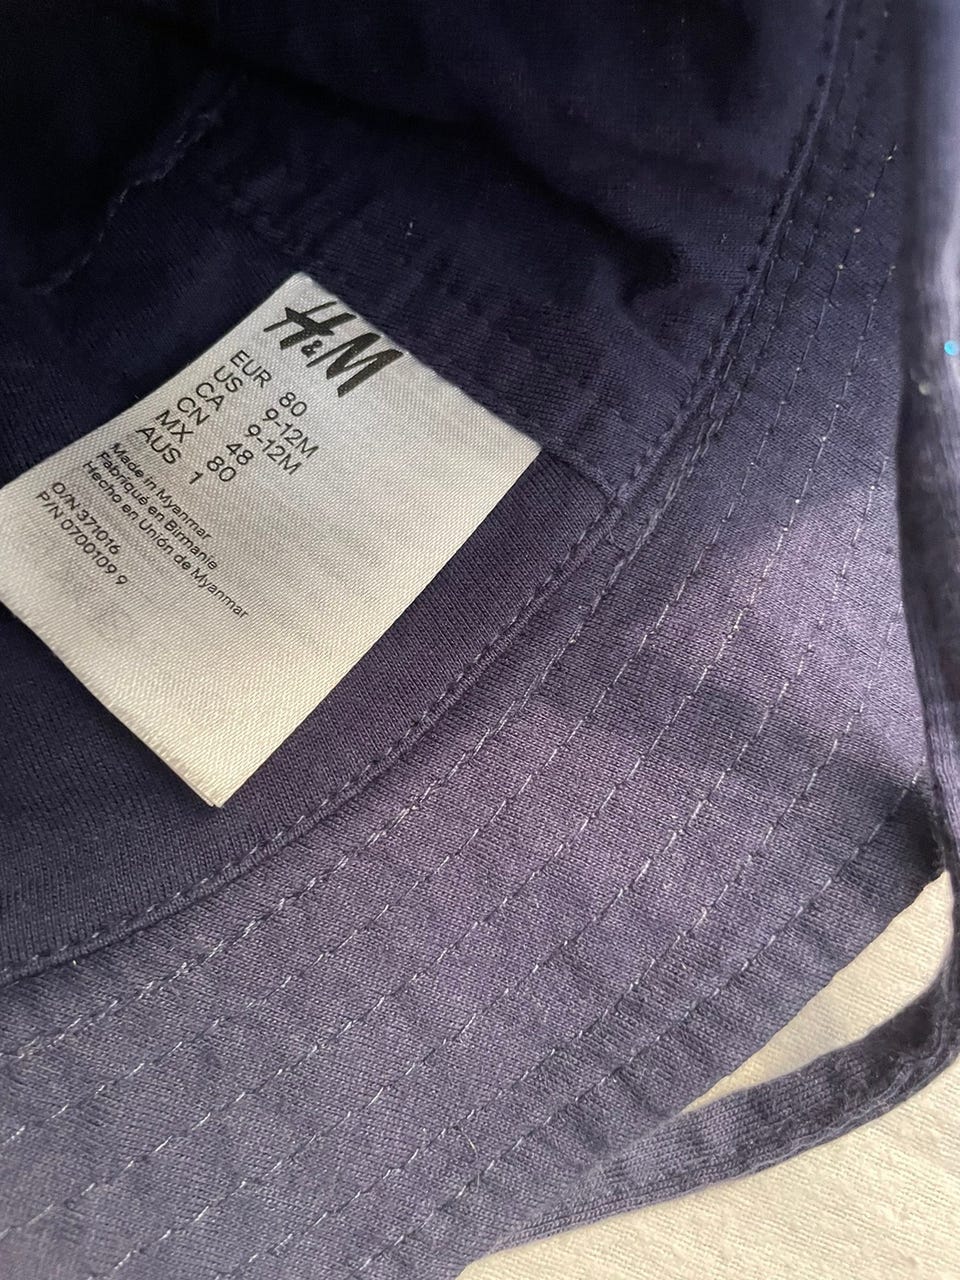 H&M
EUR 80
US 9-12M
CA 9-12M
CN 48
MX 80
AUS 1
Made in Myanmar
Fabriqué en Birmanie
Hecho en Unión de Myanmar
O/N 371016
P/N 0700109 9